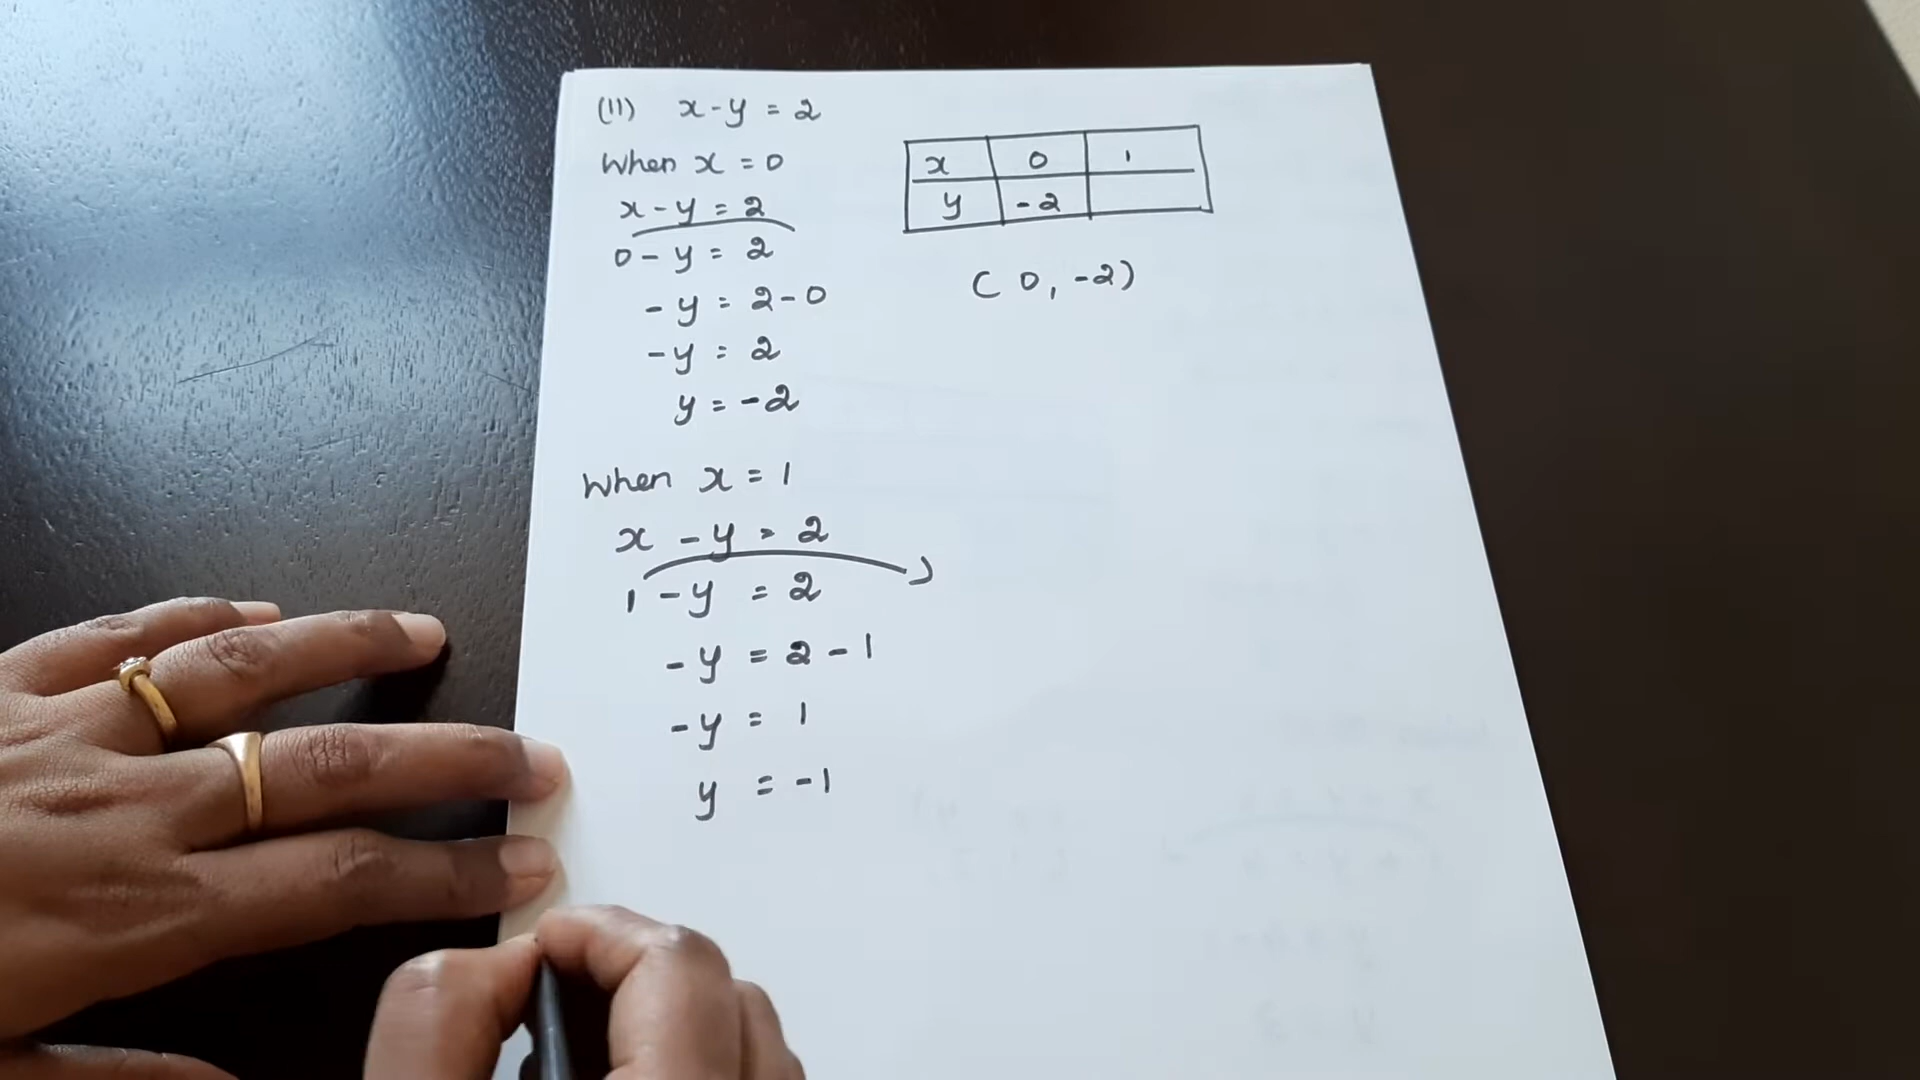 (11) x - y = 2
When x = 0
x - y = 2
0 - y = 2
- y = 2 - 0
- y = 2
y = -2
When x = 1
x - y = 2
1 - y = 2
- y = 2 - 1
- y = 1
y = -1
x 0 1
y -2
( 0, -2)